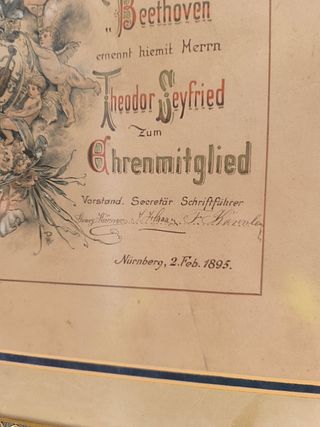 „Beethoven
ernennt hiemit Herrn
Theodor Seyfried
zum
Ehrenmitglied
Vorstand. Secretär Schriftführer
Nürnberg, 2. Feb. 1895.